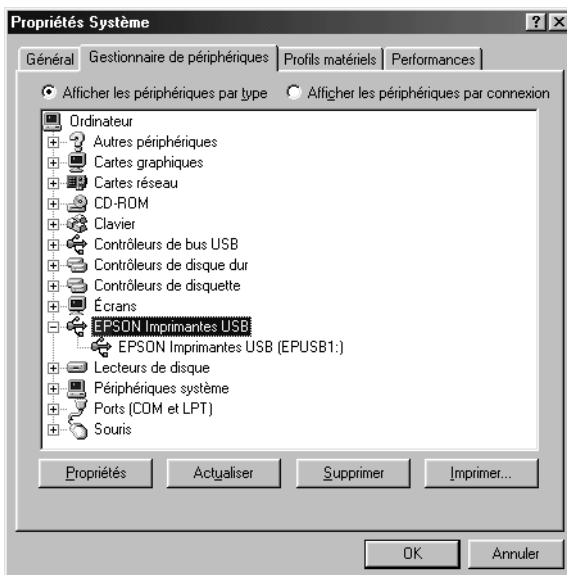 Propriétés Système
Général Gestionnaire de périphériques Profils matériels Performances
Afficher les périphériques par type Afficher les périphériques par connexion
Ordinateur
Autres périphériques
Cartes graphiques
Cartes réseau
CD-ROM
Clavier
Contrôleurs de bus USB
Contrôleurs de disque dur
Contrôleurs de disquette
Écrans
EPSON Imprimantes USB
EPSON Imprimantes USB (EPUSB1:)
Lecteurs de disque
Périphériques système
Ports (COM et LPT)
Souris
Propriétés Actualiser Supprimer Imprimer...
OK Annuler